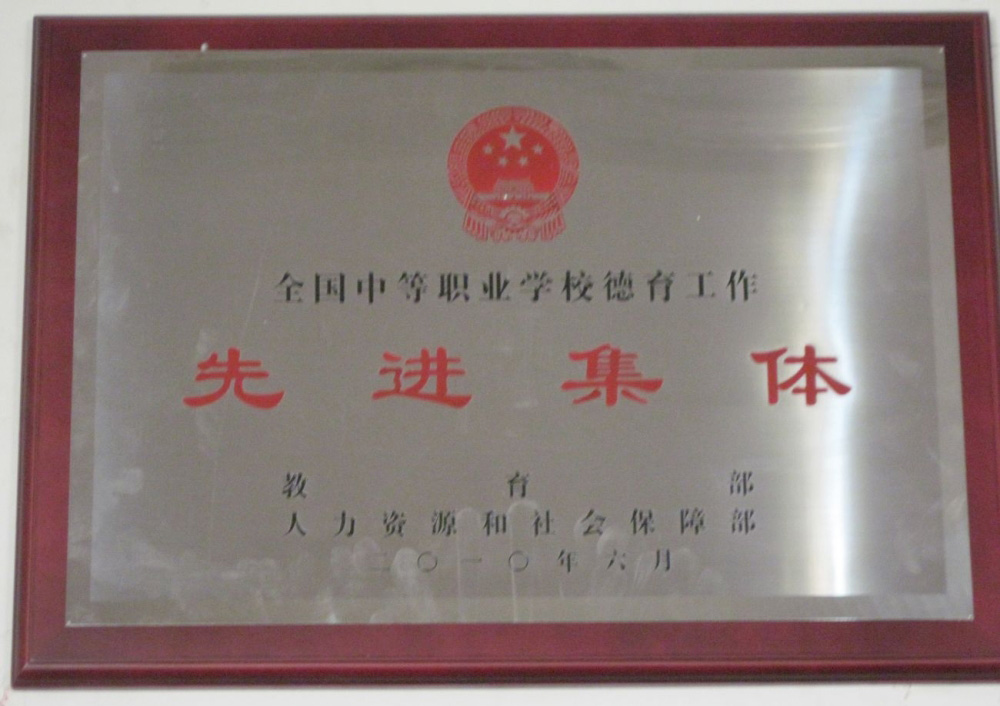 全国中等职业学校德育工作
先进集体
教育部
人力资源和社会保障部
二〇一〇年六月